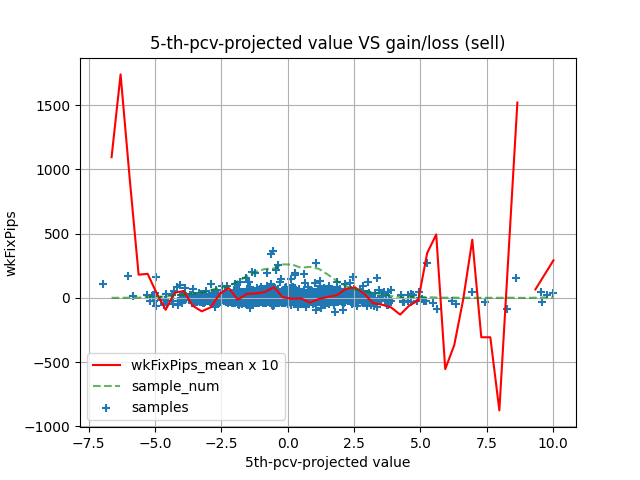 5-th-pcv-projected value VS gain/loss (sell)
wkFixPips
1500
1000
500
0
−500
−1000
wkFixPips_mean x 10
sample_num
samples
−7.5 −5.0 −2.5 0.0 2.5 5.0 7.5 10.0
5th-pcv-projected value